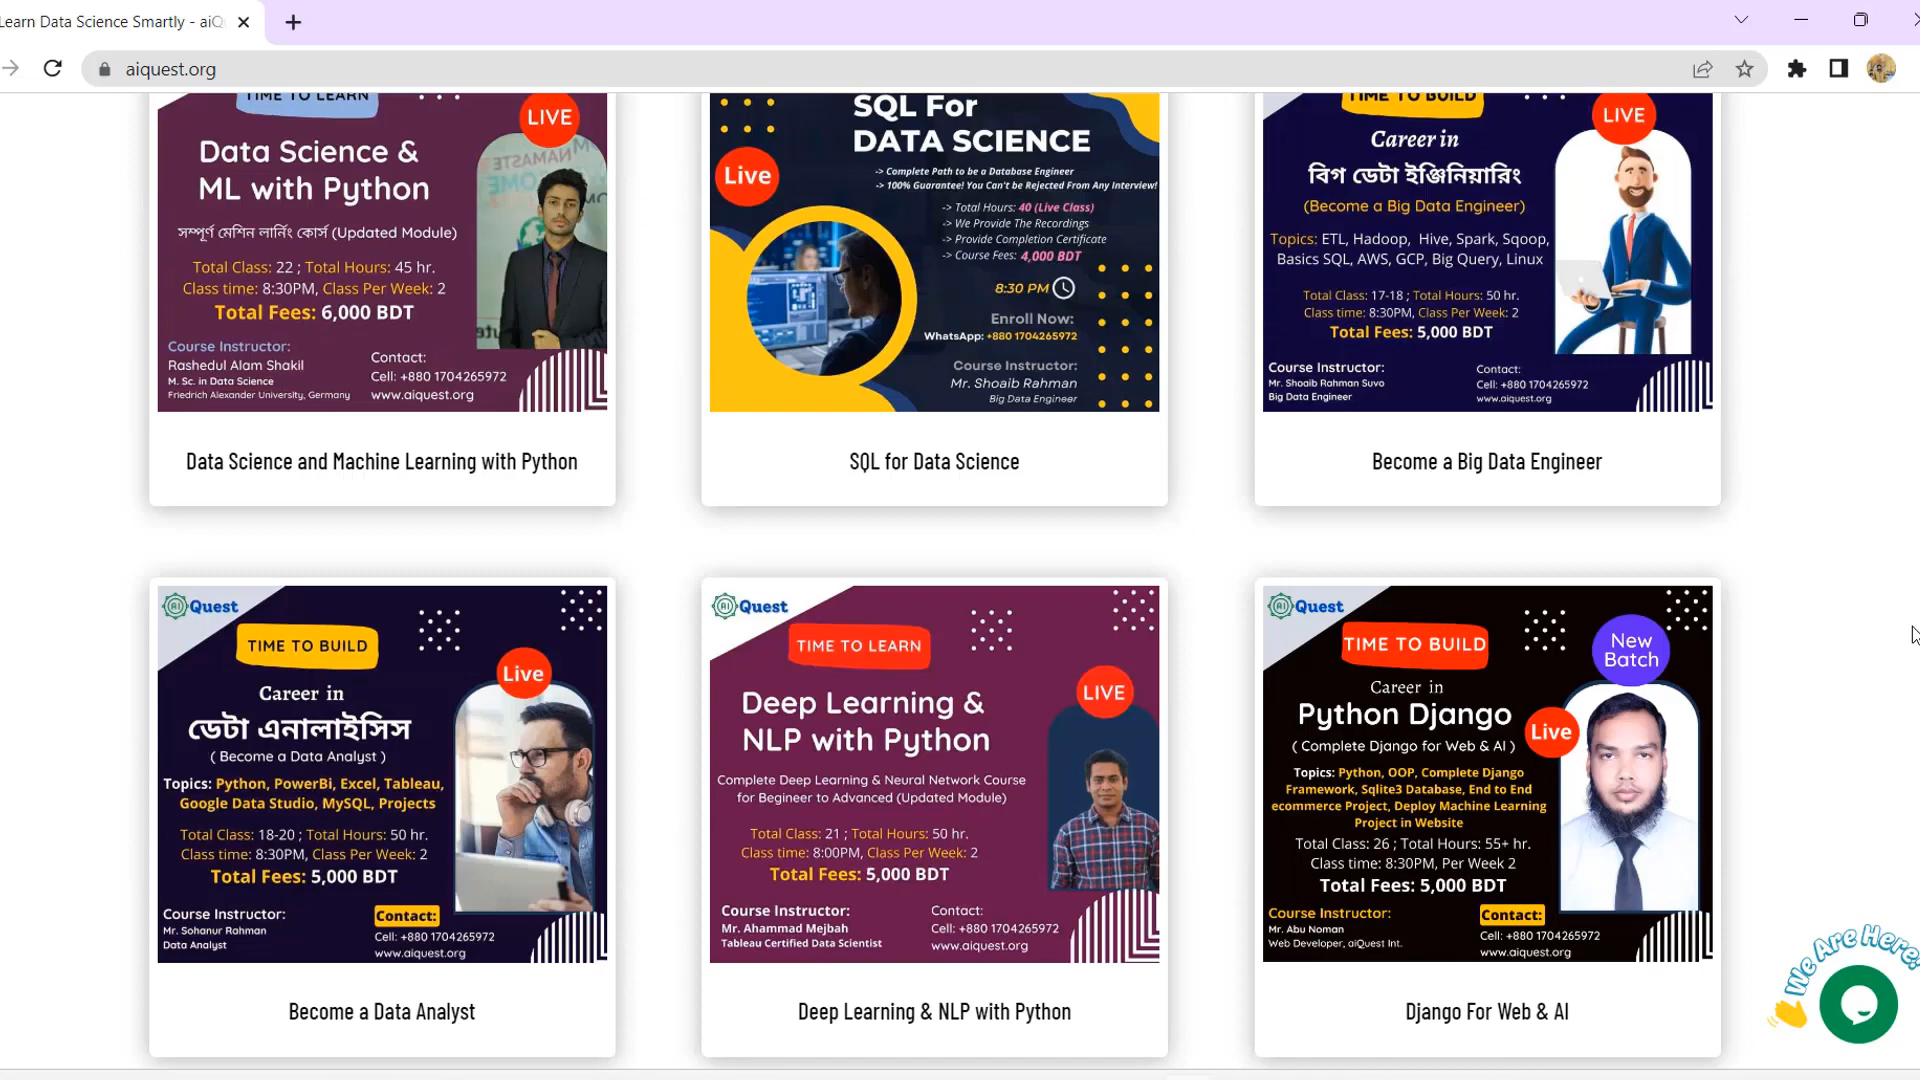 Learn Data Science Smartly - aiQ
aiquest.org
TIME TO LEARN
LIVE
Data Science &
ML with Python
সম্পূর্ণ মেশিন লার্নিং কোর্স (Updated Module)
Total Class: 22 ; Total Hours: 45 hr.
Class time: 8:30PM, Class Per Week: 2
Total Fees: 6,000 BDT
Course Instructor:
Rashedul Alam Shakil
M. Sc. in Data Science
Friedrich Alexander University, Germany
Contact:
Cell: +880 1704265972
www.aiquest.org
Data Science and Machine Learning with Python
SQL For
DATA SCIENCE
Live
-> Complete Path to be a Database Engineer
-> 100% Guarantee! You Can't be Rejected From Any Interview!
-> Total Hours: 40 (Live Class)
-> We Provide The Recordings
-> Provide Completion Certificate
-> Course Fees: 4,000 BDT
8:30 PM
Enroll Now:
WhatsApp: +880 1704265972
Course Instructor:
Mr. Shoaib Rahman
Big Data Engineer
SQL for Data Science
TIME TO BUILD
LIVE
Career in
বিগ ডেটা ইঞ্জিনিয়ারিং
(Become a Big Data Engineer)
Topics: ETL, Hadoop, Hive, Spark, Sqoop,
Basics SQL, AWS, GCP, Big Query, Linux
Total Class: 17-18 ; Total Hours: 50 hr.
Class time: 8:30PM, Class Per Week: 2
Total Fees: 5,000 BDT
Course Instructor:
Mr. Shoaib Rahman Suvo
Big Data Engineer
Contact:
Cell: +880 1704265972
www.aiquest.org
Become a Big Data Engineer
AI Quest
TIME TO BUILD
Live
Career in
ডেটা এনালাইসিস
( Become a Data Analyst )
Topics: Python, PowerBi, Excel, Tableau,
Google Data Studio, MySQL, Projects
Total Class: 18-20 ; Total Hours: 50 hr.
Class time: 8:30PM, Class Per Week: 2
Total Fees: 5,000 BDT
Course Instructor:
Mr. Sohanur Rahman
Data Analyst
Contact:
Cell: +880 1704265972
www.aiquest.org
Become a Data Analyst
AI Quest
TIME TO LEARN
LIVE
Deep Learning &
NLP with Python
Complete Deep Learning & Neural Network Course
for Begineer to Advanced (Updated Module)
Total Class: 21 ; Total Hours: 50 hr.
Class time: 8:00PM, Class Per Week: 2
Total Fees: 5,000 BDT
Course Instructor:
Mr. Ahammad Mejbah
Tableau Certified Data Scientist
Contact:
Cell: +880 1704265972
www.aiquest.org
Deep Learning & NLP with Python
AI Quest
TIME TO BUILD
New
Batch
Career in
Python Django
Live
( Complete Django for Web & AI )
Topics: Python, OOP, Complete Django
Framework, Sqlite3 Database, End to End
ecommerce Project, Deploy Machine Learning
Project in Website
Total Class: 26 ; Total Hours: 55+ hr.
Class time: 8:30PM, Per Week 2
Total Fees: 5,000 BDT
Course Instructor:
Mr. Abu Noman
Web Developer, aiQuest Int.
Contact:
Cell: +880 1704265972
www.aiquest.org
Django For Web & AI
We Are Here!